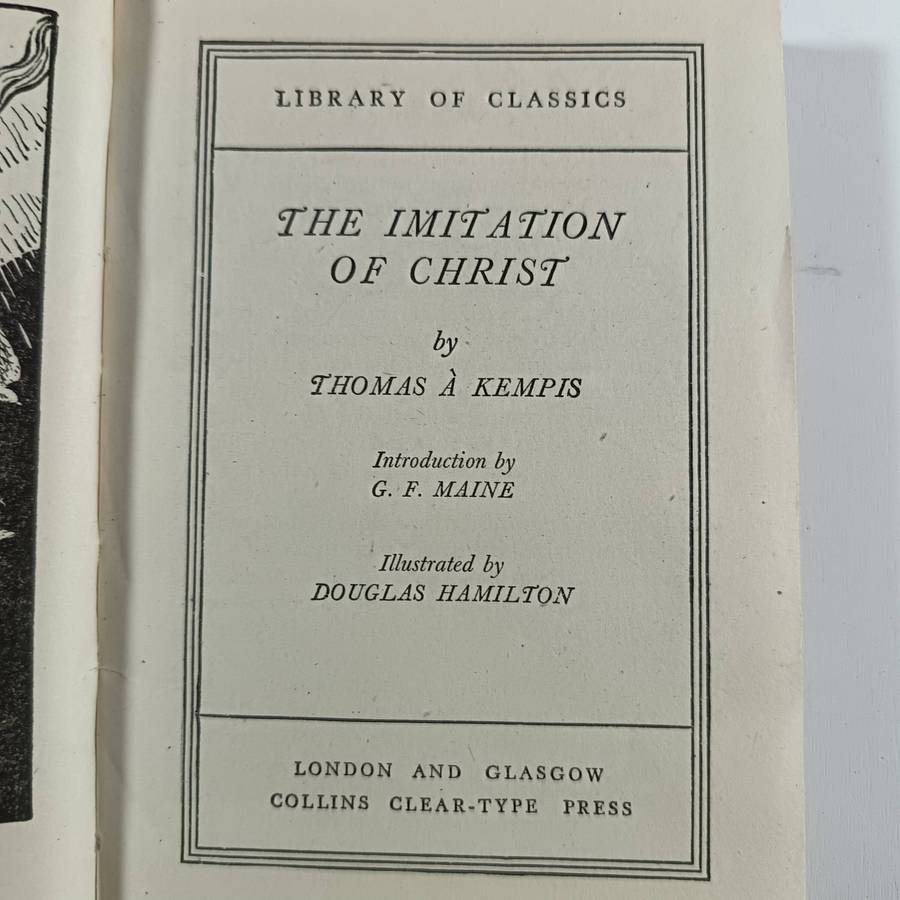 LIBRARY OF CLASSICS
THE IMITATION
OF CHRIST
by
THOMAS À KEMPIS
Introduction by
G. F. MAINE
Illustrated by
DOUGLAS HAMILTON
LONDON AND GLASGOW
COLLINS CLEAR-TYPE PRESS